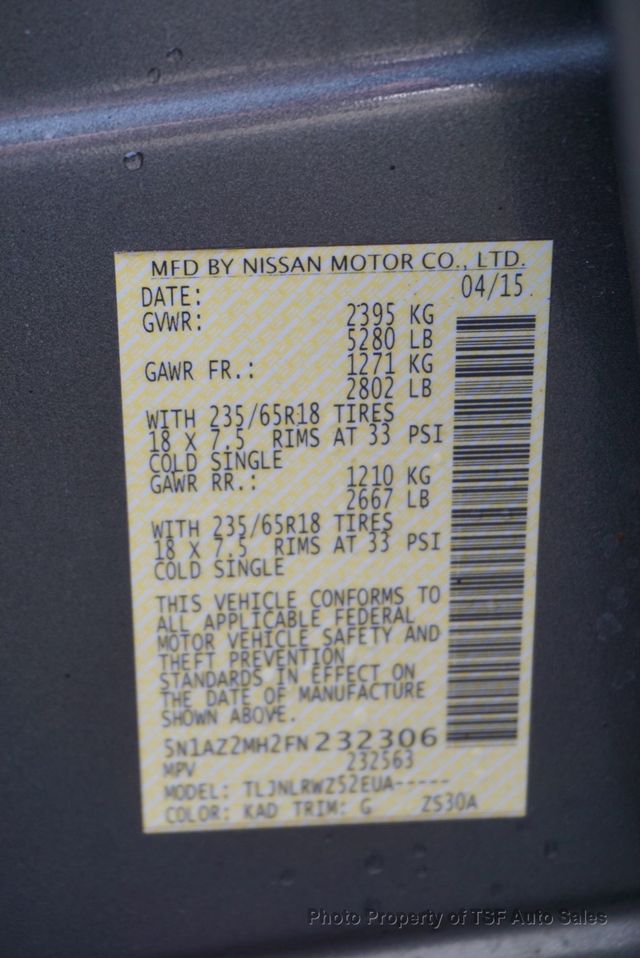 MFD BY NISSAN MOTOR CO., LTD.
DATE: 04/15
GVWR: 2395 KG
5280 LB
GAWR FR.: 1271 KG
2802 LB
WITH 235/65R18 TIRES
18 X 7.5 RIMS AT 33 PSI
COLD SINGLE
GAWR RR.: 1210 KG
2667 LB
WITH 235/65R18 TIRES
18 X 7.5 RIMS AT 33 PSI
COLD SINGLE
THIS VEHICLE CONFORMS TO
ALL APPLICABLE FEDERAL
MOTOR VEHICLE SAFETY AND
THEFT PREVENTION
STANDARDS IN EFFECT ON
THE DATE OF MANUFACTURE
SHOWN ABOVE.
5N1AZ2MH2FN232306
MPV 232563
MODEL: TLJNLRWZ52EUA-----
COLOR: KAD TRIM: G ZS30A
Photo Property of TSF Auto Sales